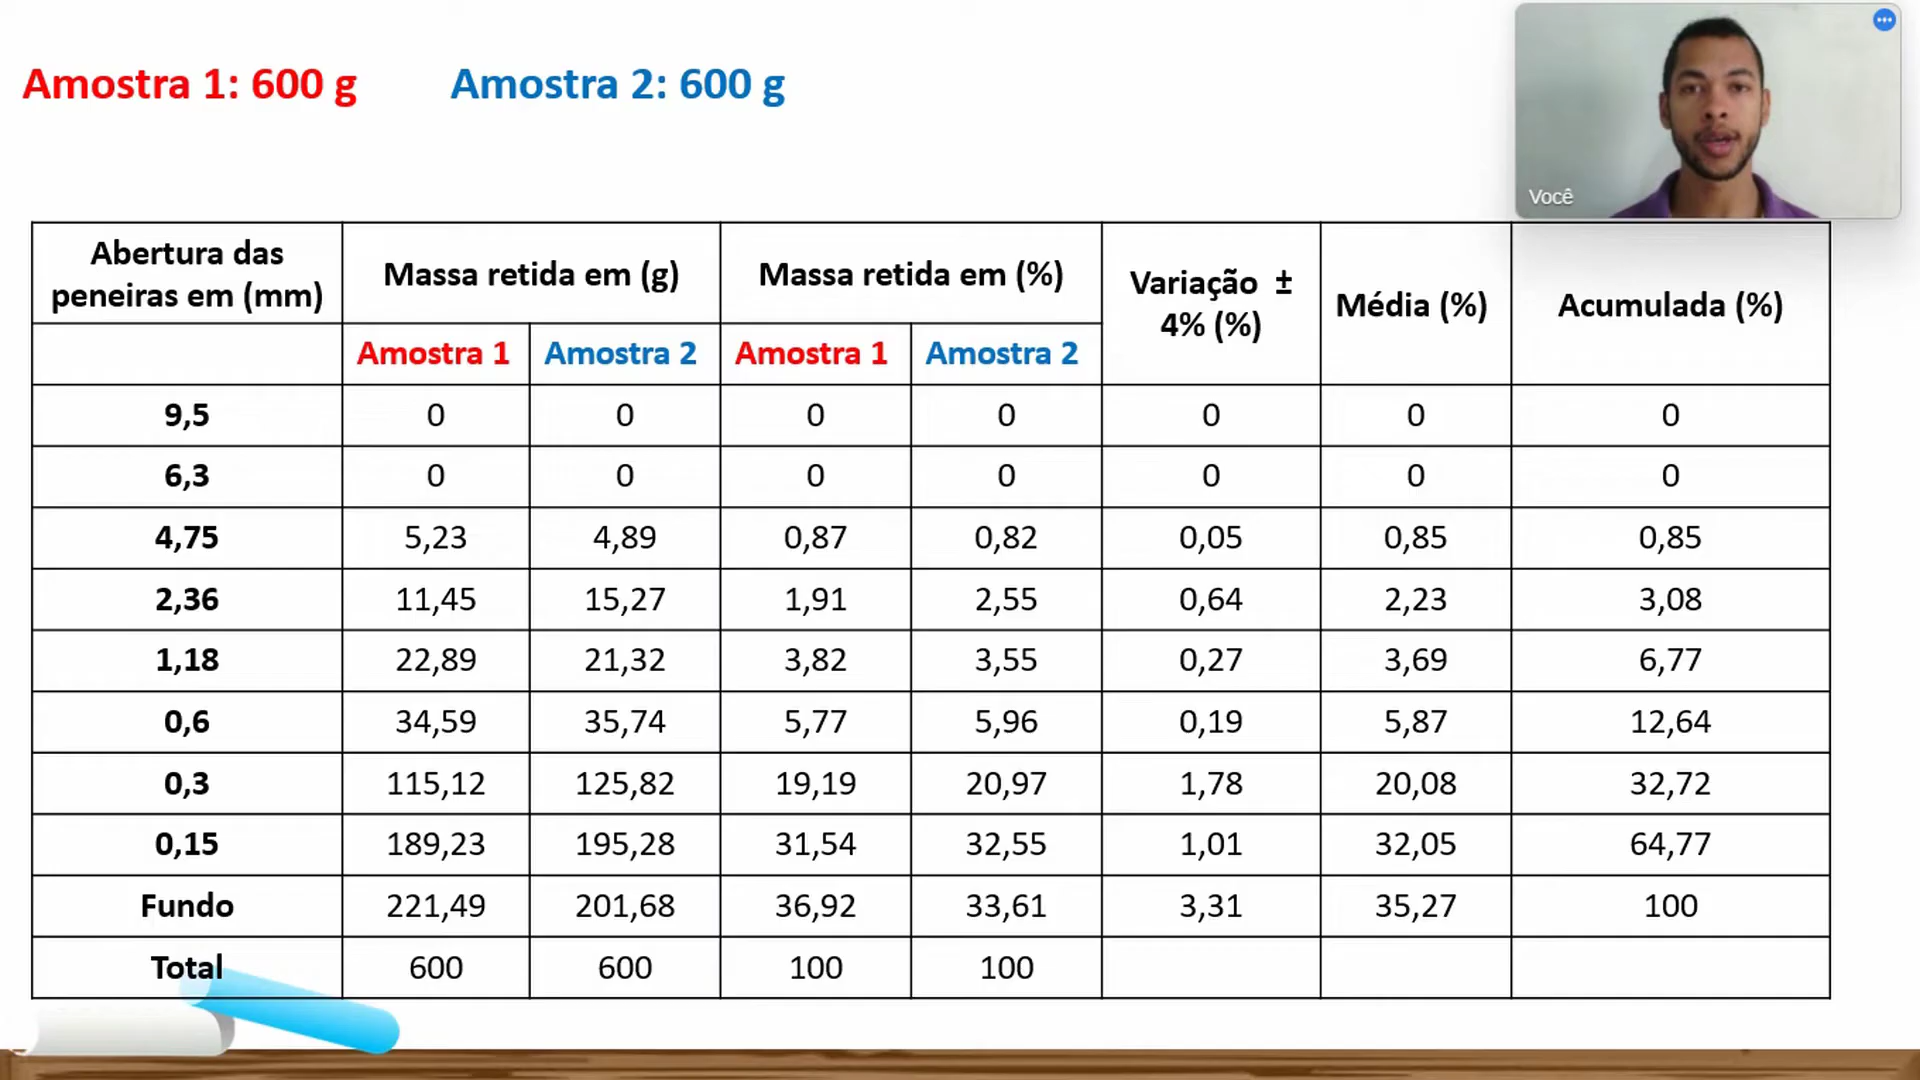 Amostra 1: 600 g
Amostra 2: 600 g
Você
Abertura das
peneiras em (mm)
Massa retida em (g)
Massa retida em (%)
Variação ±
4% (%)
Média (%)
Acumulada (%)
Amostra 1 Amostra 2 Amostra 1 Amostra 2
9,5 0 0 0 0 0 0 0
6,3 0 0 0 0 0 0 0
4,75 5,23 4,89 0,87 0,82 0,05 0,85 0,85
2,36 11,45 15,27 1,91 2,55 0,64 2,23 3,08
1,18 22,89 21,32 3,82 3,55 0,27 3,69 6,77
0,6 34,59 35,74 5,77 5,96 0,19 5,87 12,64
0,3 115,12 125,82 19,19 20,97 1,78 20,08 32,72
0,15 189,23 195,28 31,54 32,55 1,01 32,05 64,77
Fundo 221,49 201,68 36,92 33,61 3,31 35,27 100
Total 600 600 100 100